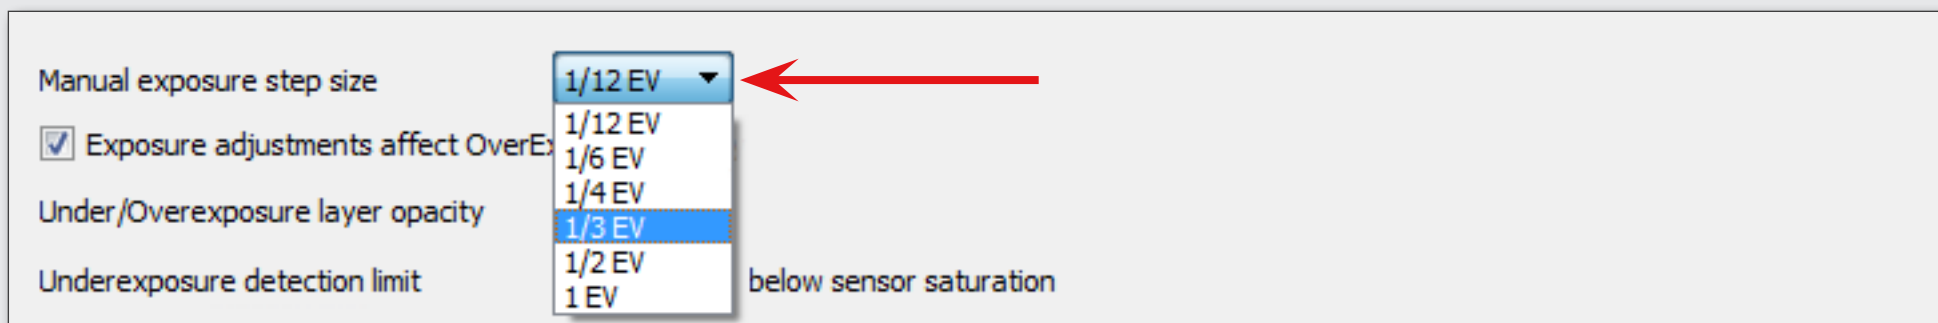 Manual exposure step size 1/12 EV
1/12 EV
Exposure adjustments affect
1/6 EV
1/4 EV
Under/Overexposure layer opacity
1/3 EV
1/2 EV
Underexposure detection limit below sensor saturation
1 EV